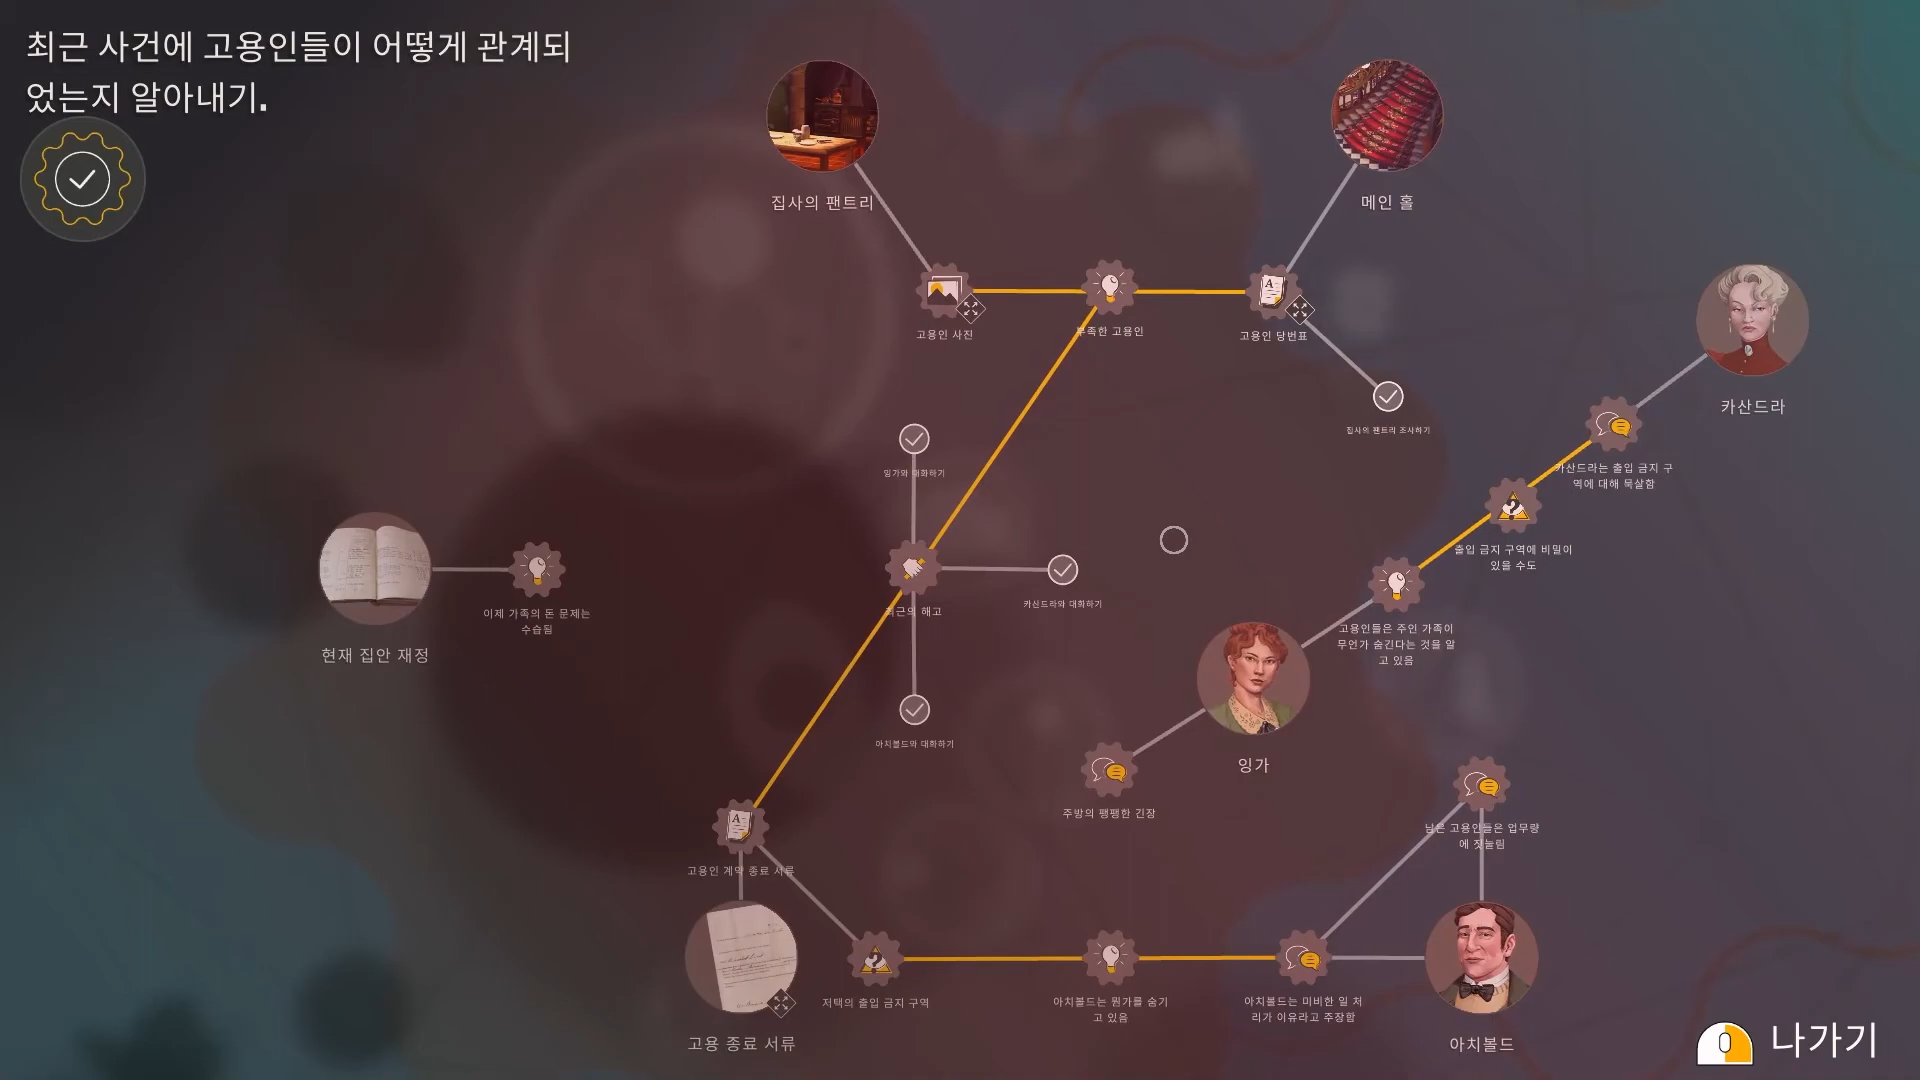 최근 사건에 고용인들이 어떻게 관계되
었는지 알아내기.
집사의 팬트리
메인 홀
고용인 사진
부족한 고용인
고용인 당번표
카산드라
집사의 팬트리 조사하기
잉가와 대화하기
카산드라는 출입 금지 구
역에 대해 묵살함
출입 금지 구역에 비밀이
있을 수도
이제 가족의 돈 문제는
수습됨
최근의 해고
카산드라와 대화하기
고용인들은 주인 가족이
무언가 숨긴다는 것을 알
고 있음
현재 집안 재정
아치볼드와 대화하기
잉가
주방의 팽팽한 긴장
남은 고용인들은 업무량
에 짓눌림
고용인 계약 종료 서류
저택의 출입 금지 구역
아치볼드는 뭔가를 숨기
고 있음
아치볼드는 미비한 일 처
리가 이유라고 주장함
고용 종료 서류
아치볼드
나가기